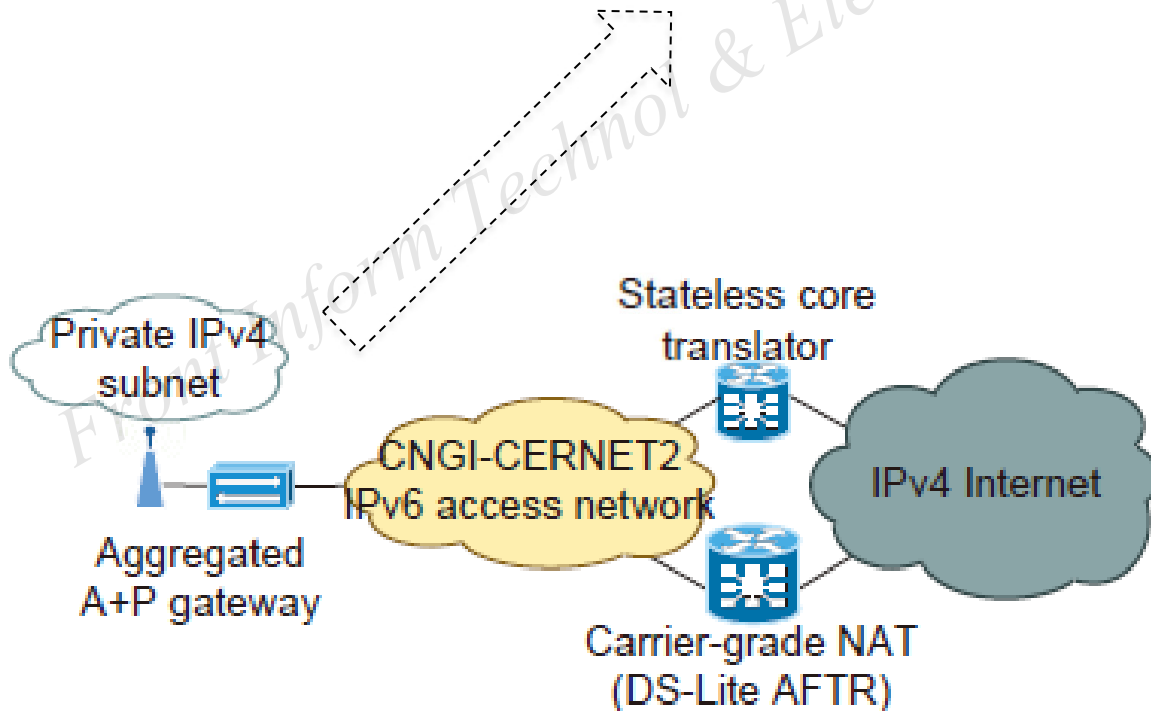 Front Inform Technol & Ele
Stateless core
translator
Private IPv4
subnet
CNGI-CERNET2
IPv6 access network
IPv4 Internet
Aggregated
A+P gateway
Carrier-grade NAT
(DS-Lite AFTR)